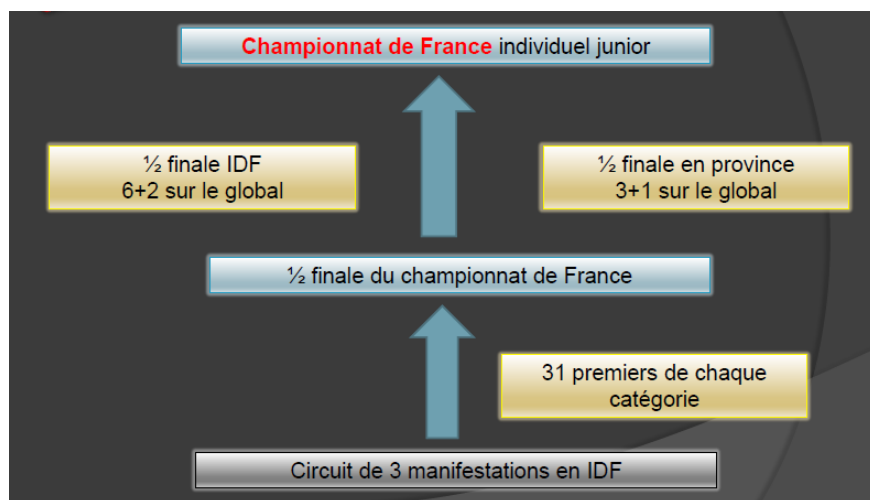 Championnat de France individuel junior
½ finale IDF
6+2 sur le global
½ finale en province
3+1 sur le global
½ finale du championnat de France
31 premiers de chaque
catégorie
Circuit de 3 manifestations en IDF